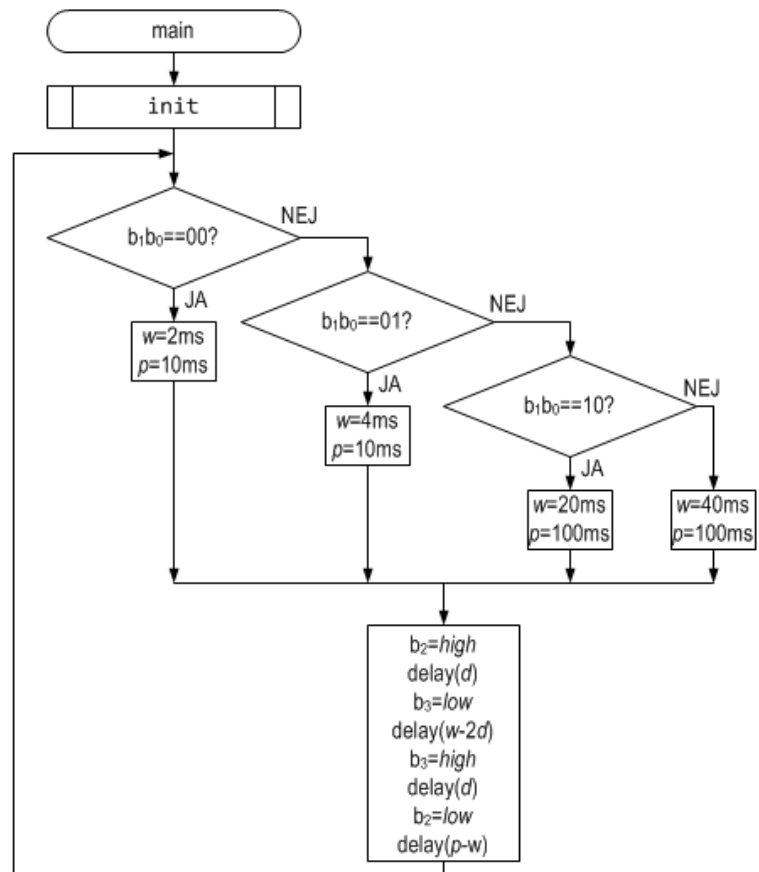 main
init
b₁b₀==00?
NEJ
JA
w=2ms
p=10ms
b₁b₀==01?
NEJ
JA
w=4ms
p=10ms
b₁b₀==10?
NEJ
JA
w=20ms
p=100ms
w=40ms
p=100ms
b₂=high
delay(d)
b₃=low
delay(w-2d)
b₃=high
delay(d)
b₂=low
delay(p-w)